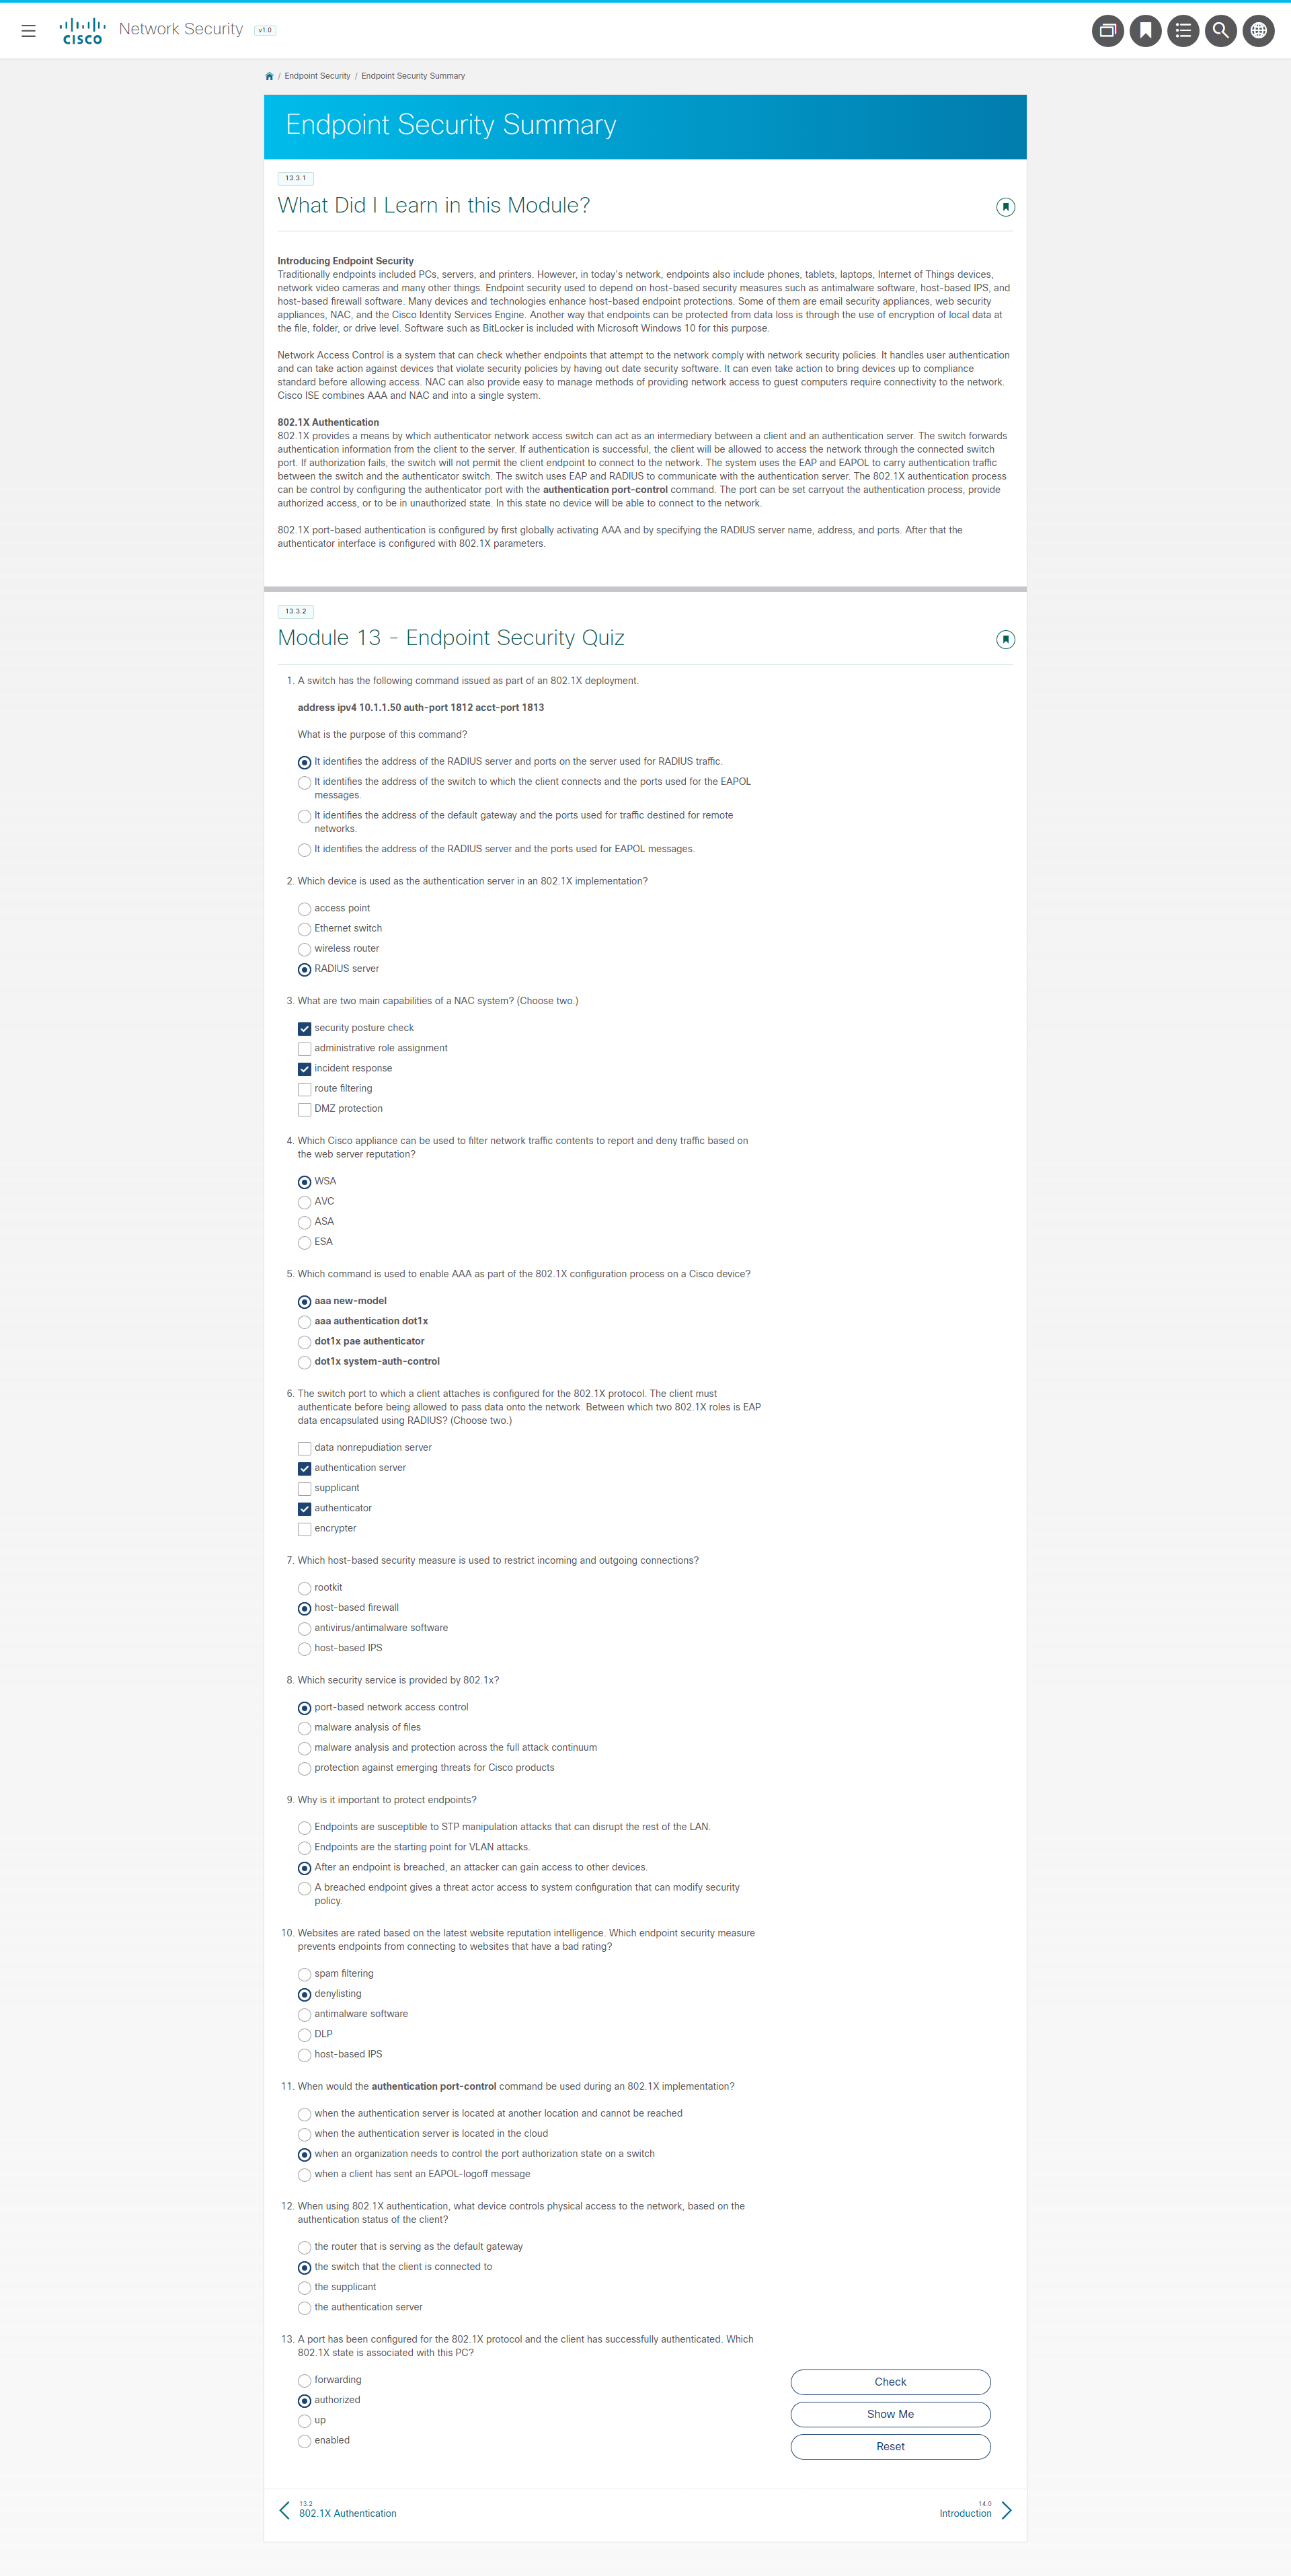 CISCO
Network Security
v1.0
/ Endpoint Security / Endpoint Security Summary
Endpoint Security Summary
13.3.1
What Did I Learn in this Module?
Introducing Endpoint Security
Traditionally endpoints included PCs, servers, and printers. However, in today's network, endpoints also include phones, tablets, laptops, Internet of Things devices,
network video cameras and many other things. Endpoint security used to depend on host-based security measures such as antimalware software, host-based IPS, and
host-based firewall software. Many devices and technologies enhance host-based endpoint protections. Some of them are email security appliances, web security
appliances, NAC, and the Cisco Identity Services Engine. Another way that endpoints can be protected from data loss is through the use of encryption of local data at
the file, folder, or drive level. Software such as BitLocker is included with Microsoft Windows 10 for this purpose.
Network Access Control is a system that can check whether endpoints that attempt to the network comply with network security policies. It handles user authentication
and can take action against devices that violate security policies by having out date security software. It can even take action to bring devices up to compliance
standard before allowing access. NAC can also provide easy to manage methods of providing network access to guest computers require connectivity to the network.
Cisco ISE combines AAA and NAC and into a single system.
802.1X Authentication
802.1X provides a means by which authenticator network access switch can act as an intermediary between a client and an authentication server. The switch forwards
authentication information from the client to the server. If authentication is successful, the client will be allowed to access the network through the connected switch
port. If authorization fails, the switch will not permit the client endpoint to connect to the network. The system uses the EAP and EAPOL to carry authentication traffic
between the switch and the authenticator switch. The switch uses EAP and RADIUS to communicate with the authentication server. The 802.1X authentication process
can be control by configuring the authenticator port with the authentication port-control command. The port can be set carryout the authentication process, provide
authorized access, or to be in unauthorized state. In this state no device will be able to connect to the network.
802.1X port-based authentication is configured by first globally activating AAA and by specifying the RADIUS server name, address, and ports. After that the
authenticator interface is configured with 802.1X parameters.
13.3.2
Module 13 - Endpoint Security Quiz
1. A switch has the following command issued as part of an 802.1X deployment.
address ipv4 10.1.1.50 auth-port 1812 acct-port 1813
What is the purpose of this command?
It identifies the address of the RADIUS server and ports on the server used for RADIUS traffic.
It identifies the address of the switch to which the client connects and the ports used for the EAPOL
messages.
It identifies the address of the default gateway and the ports used for traffic destined for remote
networks.
It identifies the address of the RADIUS server and the ports used for EAPOL messages.
2. Which device is used as the authentication server in an 802.1X implementation?
access point
Ethernet switch
wireless router
RADIUS server
3. What are two main capabilities of a NAC system? (Choose two.)
security posture check
administrative role assignment
incident response
route filtering
DMZ protection
4. Which Cisco appliance can be used to filter network traffic contents to report and deny traffic based on
the web server reputation?
WSA
AVC
ASA
ESA
5. Which command is used to enable AAA as part of the 802.1X configuration process on a Cisco device?
aaa new-model
aaa authentication dot1x
dot1x pae authenticator
dot1x system-auth-control
6. The switch port to which a client attaches is configured for the 802.1X protocol. The client must
authenticate before being allowed to pass data onto the network. Between which two 802.1X roles is EAP
data encapsulated using RADIUS? (Choose two.)
data nonrepudiation server
authentication server
supplicant
authenticator
encrypter
7. Which host-based security measure is used to restrict incoming and outgoing connections?
rootkit
host-based firewall
antivirus/antimalware software
host-based IPS
8. Which security service is provided by 802.1x?
port-based network access control
malware analysis of files
malware analysis and protection across the full attack continuum
protection against emerging threats for Cisco products
9. Why is it important to protect endpoints?
Endpoints are susceptible to STP manipulation attacks that can disrupt the rest of the LAN.
Endpoints are the starting point for VLAN attacks.
After an endpoint is breached, an attacker can gain access to other devices.
A breached endpoint gives a threat actor access to system configuration that can modify security
policy.
10. Websites are rated based on the latest website reputation intelligence. Which endpoint security measure
prevents endpoints from connecting to websites that have a bad rating?
spam filtering
denylisting
antimalware software
DLP
host-based IPS
11. When would the authentication port-control command be used during an 802.1X implementation?
when the authentication server is located at another location and cannot be reached
when the authentication server is located in the cloud
when an organization needs to control the port authorization state on a switch
when a client has sent an EAPOL-logoff message
12. When using 802.1X authentication, what device controls physical access to the network, based on the
authentication status of the client?
the router that is serving as the default gateway
the switch that the client is connected to
the supplicant
the authentication server
13. A port has been configured for the 802.1X protocol and the client has successfully authenticated. Which
802.1X state is associated with this PC?
forwarding
authorized
up
enabled
Check
Show Me
Reset
13.2
802.1X Authentication
14.0
Introduction